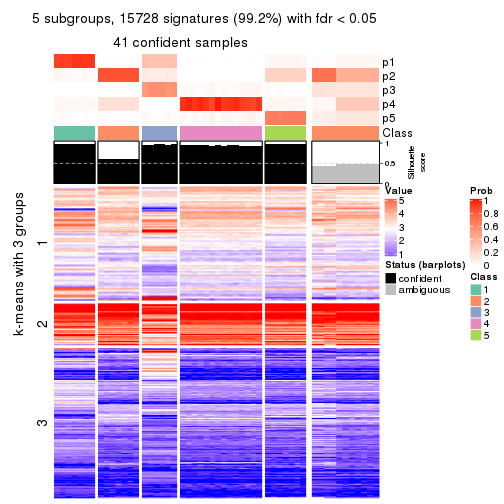 5 subgroups, 15728 signatures (99.2%) with fdr < 0.05
41 confident samples
p1
p2
p3
p4
p5
Class
1
0.5
0
Silhouette
score
k-means with 3 groups
1
2
3
Value
5
4
3
2
1
Status (barplots)
confident
ambiguous
Prob
1
0.8
0.6
0.4
0.2
0
Class
1
2
3
4
5